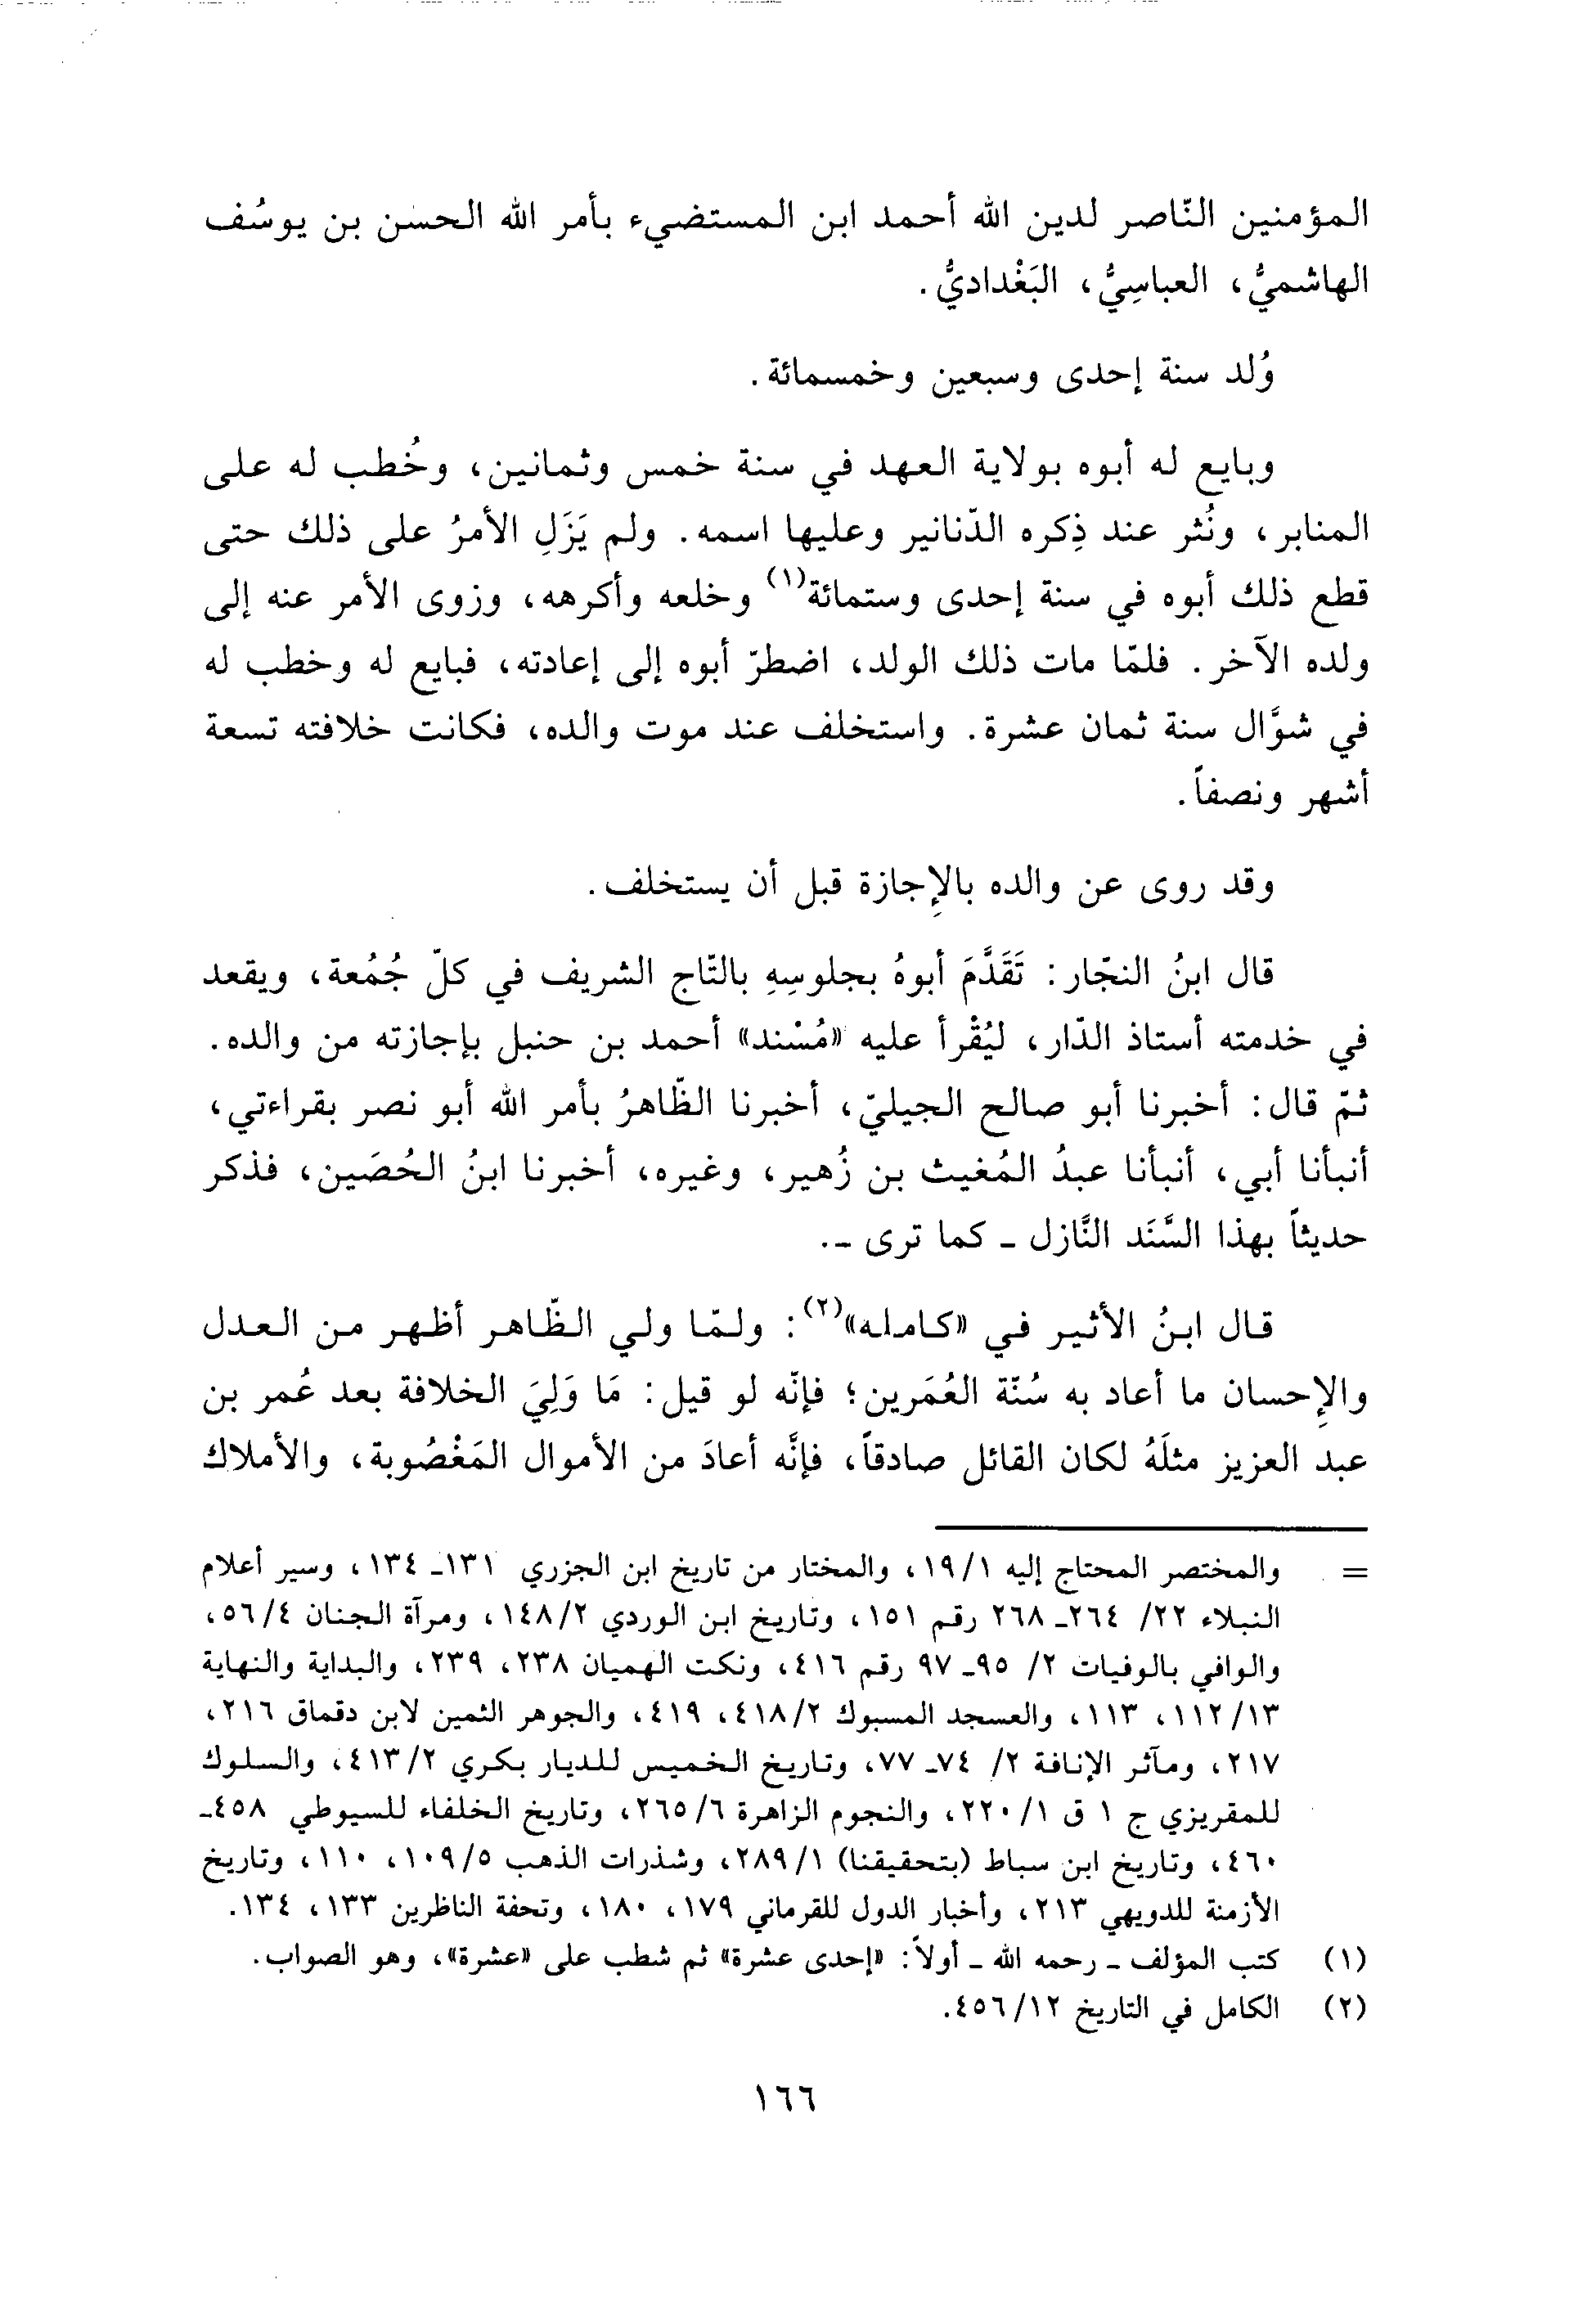 المؤمنين النّاصر لدين الله أحمد ابن المستضيء بأمر الله الحسن بن يوسُف
الهاشميُّ، العباسِيُّ، البَغْداديُّ.
وُلد سنة إحدى وسبعين وخمسمائة.
وبايع له أبوه بولاية العهد في سنة خمس وثمانين، وخُطب له على
المنابر، ونُثر عند ذِكره الدّنانير وعليها اسمه. ولم يَزَلِ الأمرُ على ذلك حتى
قطع ذلك أبوه في سنة إحدى وستمائة(١) وخلعه وأكرهه، وزوى الأمر عنه إلى
ولده الآخر. فلمّا مات ذلك الولد، اضطرّ أبوه إلى إعادته، فبايع له وخطب له
في شوَّال سنة ثمان عشرة. واستخلف عند موت والده، فكانت خلافته تسعة
أشهر ونصفاً.
وقد روى عن والده بالإِجازة قبل أن يستخلف.
قال ابنُ النجّار: تَقَدَّمَ أبوهُ بجلوسِهِ بالتّاج الشريف في كلّ جُمُعة، ويقعد
في خدمته أستاذ الدّار، ليُقْرأ عليه «مُسْند» أحمد بن حنبل بإجازته من والده.
ثمّ قال: أخبرنا أبو صالح الجيليّ، أخبرنا الظّاهرُ بأمر الله أبو نصر بقراءتي،
أنبأنا أبي، أنبأنا عبدُ المُغيث بن زُهير، وغيره، أخبرنا ابنُ الحُصَين، فذكر
حديثاً بهذا السَّنَد النَّازل ـ كما ترى ـ.
قال ابنُ الأثير في «كامله»(٢): ولمّا ولي الظّاهر أظهر من العدل
والإِحسان ما أعاد به سُنّة العُمَرين؛ فإنّه لو قيل: مَا وَلِيَ الخلافة بعد عُمر بن
عبد العزيز مثلَهُ لكان القائل صادقاً، فإنَّه أعادَ من الأموال المَغْصُوبة، والأملاك
= والمختصر المحتاج إليه ١٩/١، والمختار من تاريخ ابن الجزري ١٣١ـ ١٣٤، وسير أعلام
النبلاء ٢٢/ ٢٦٤ـ ٢٦٨ رقم ١٥١، وتاريخ ابن الوردي ١٤٨/٢، ومرآة الجنان ٥٦/٤،
والوافي بالوفيات ٢/ ٩٥ـ ٩٧ رقم ٤١٦، ونكت الهميان ٢٣٨، ٢٣٩، والبداية والنهاية
١١٢/١٣، ١١٣، والعسجد المسبوك ٤١٨/٢، ٤١٩، والجوهر الثمين لابن دقماق ٢١٦،
٢١٧، ومآثر الإنافة ٢/ ٧٤ـ ٧٧، وتاريخ الخميس للديار بكري ٤١٣/٢، والسلوك
للمقريزي ج ١ ق ٢٢٠/١، والنجوم الزاهرة ٢٦٥/٦، وتاريخ الخلفاء للسيوطي ٤٥٨ـ
٤٦٠، وتاريخ ابن سباط (بتحقيقنا) ٢٨٩/١، وشذرات الذهب ١٠٩/٥، ١١٠، وتاريخ
الأزمنة للدويهي ٢١٣، وأخبار الدول للقرماني ١٧٩، ١٨٠، وتحفة الناظرين ١٣٣، ١٣٤.
(١) كتب المؤلف ـ رحمه الله ـ أولاً: «إحدى عشرة» ثم شطب على «عشرة»، وهو الصواب.
(٢) الكامل في التاريخ ٤٥٦/١٢.
١٦٦